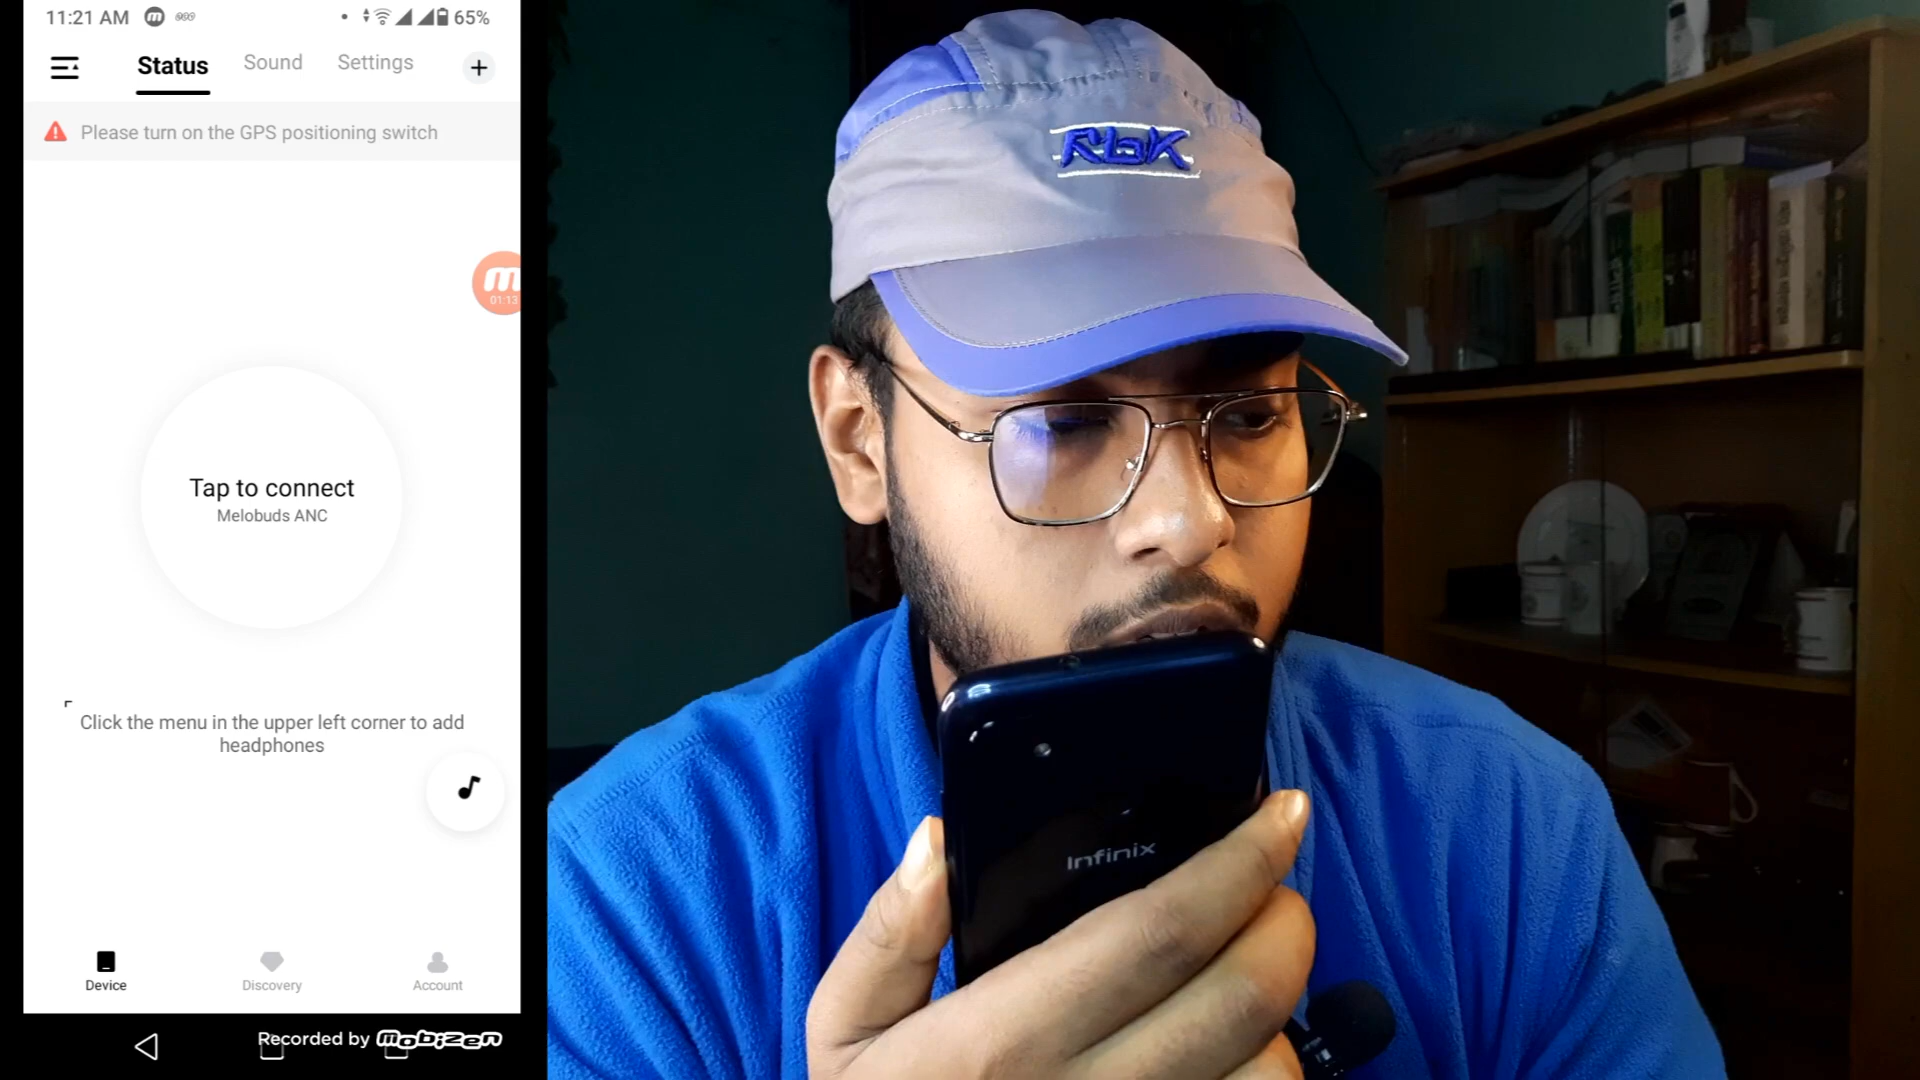 11:21 AM
65%
Status
Sound
Settings
+
Please turn on the GPS positioning switch
m
01:13
Tap to connect
Melobuds ANC
Click the menu in the upper left corner to add
headphones
Device
Discovery
Account
Recorded by mobizen
RbK
Infinix